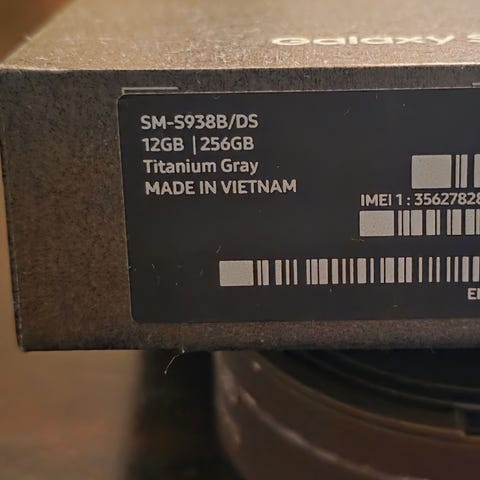 Galaxy S
SM-S938B/DS
12GB | 256GB
Titanium Gray
MADE IN VIETNAM
IMEI 1 : 35627828